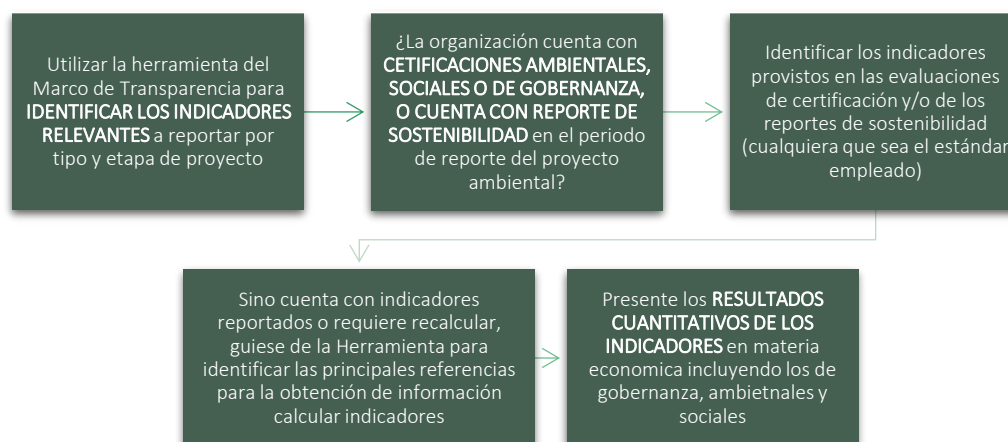 Utilizar la herramienta del
Marco de Transparencia para
IDENTIFICAR LOS INDICADORES
RELEVANTES a reportar por
tipo y etapa de proyecto
¿La organización cuenta con
CETIFICACIONES AMBIENTALES,
SOCIALES O DE GOBERNANZA,
O CUENTA CON REPORTE DE
SOSTENIBILIDAD en el periodo
de reporte del proyecto
ambiental?
Identificar los indicadores
provistos en las evaluaciones
de certificación y/o de los
reportes de sostenibilidad
(cualquiera que sea el estándar
empleado)
Sino cuenta con indicadores
reportados o requiere recalcular,
guiese de la Herramienta para
identificar las principales referencias
para la obtención de información
calcular indicadores
Presente los RESULTADOS
CUANTITATIVOS DE LOS
INDICADORES en materia
economica incluyendo los de
gobernanza, ambietnales y
sociales